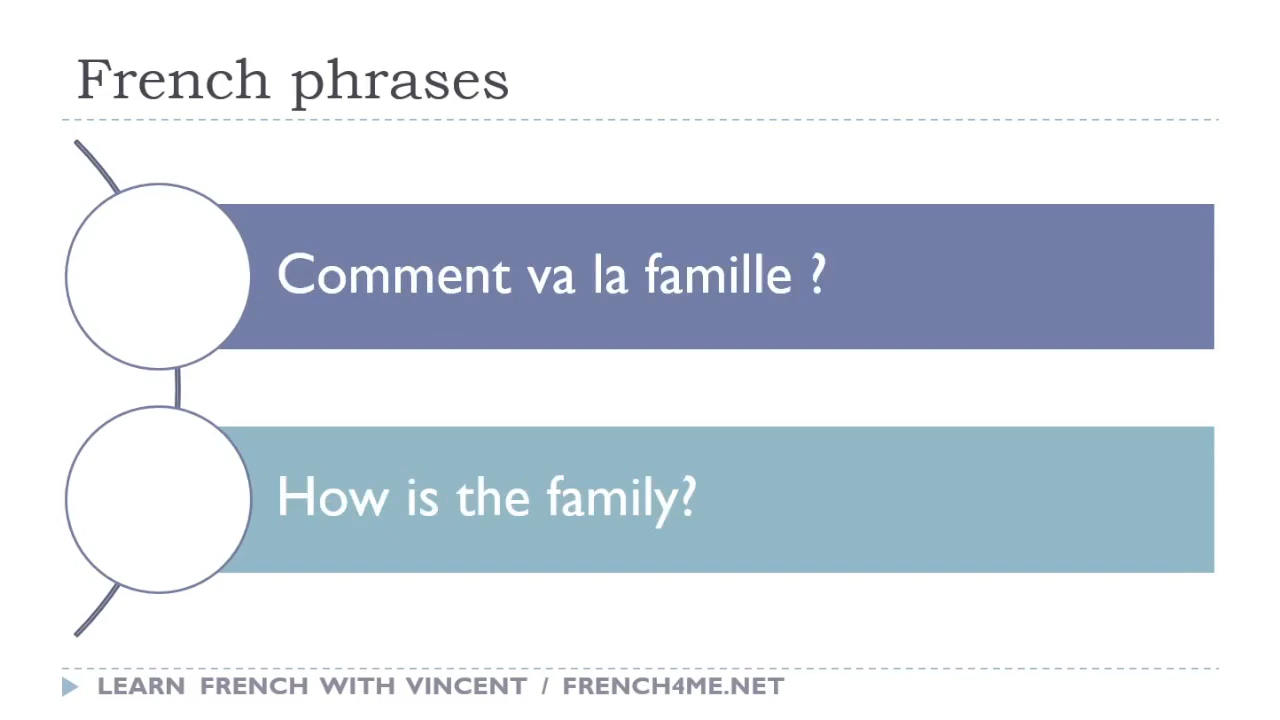 French phrases
Comment va la famille ?
How is the family?
LEARN FRENCH WITH VINCENT / FRENCH4ME.NET